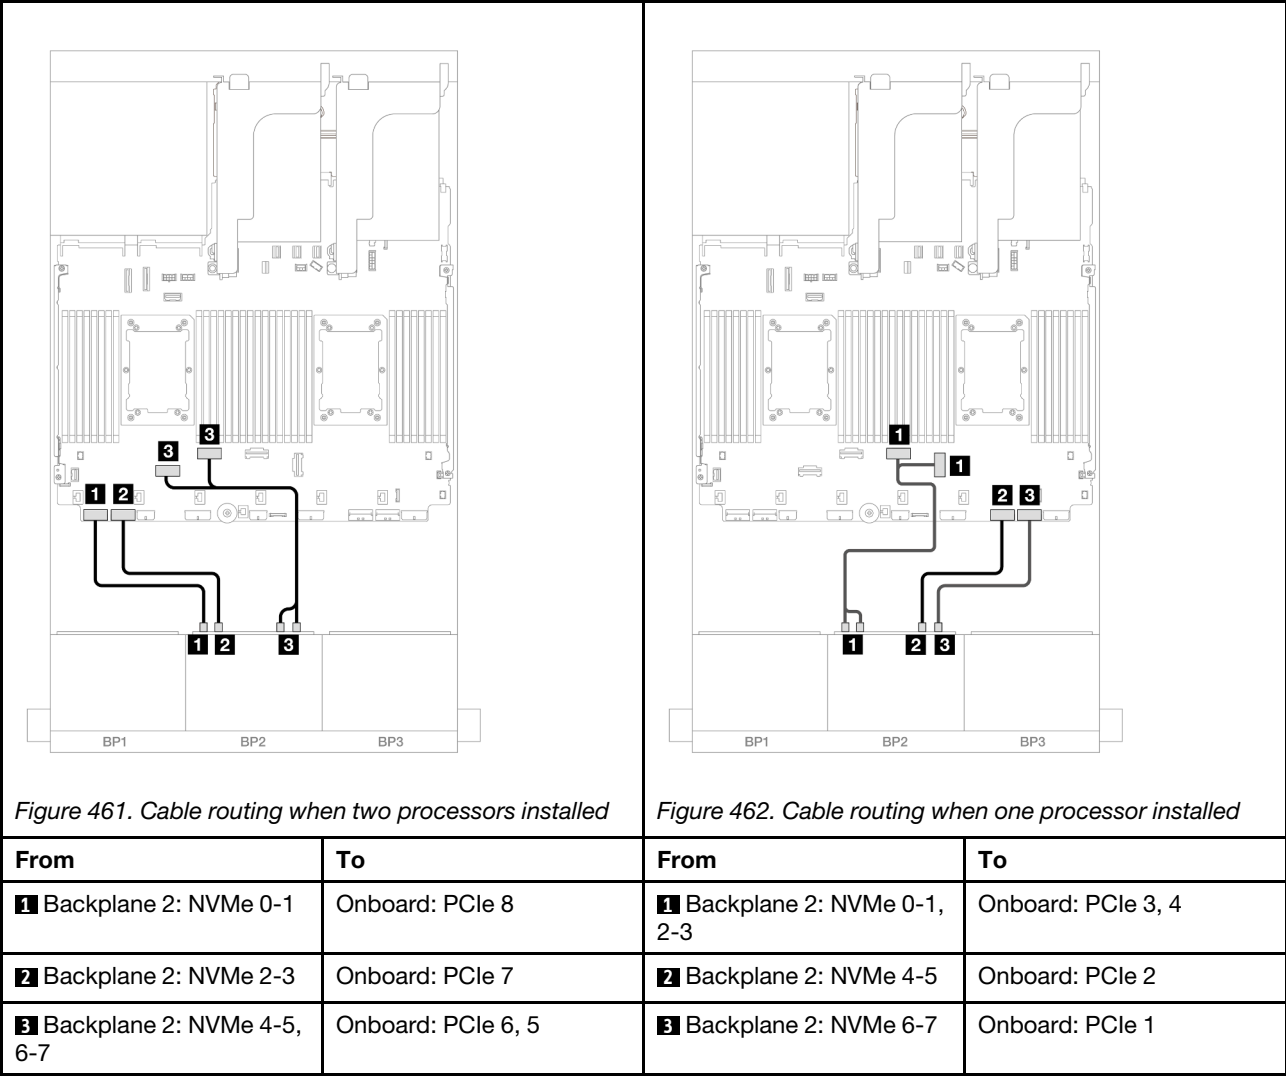 3
3
1
2
1
2
3
BP1
BP2
BP3
Figure 461. Cable routing when two processors installed
1
1
2
3
1
2
3
BP1
BP2
BP3
Figure 462. Cable routing when one processor installed
From
To
From
To
1 Backplane 2: NVMe 0-1
Onboard: PCIe 8
1 Backplane 2: NVMe 0-1,
2-3
Onboard: PCIe 3, 4
2 Backplane 2: NVMe 2-3
Onboard: PCIe 7
2 Backplane 2: NVMe 4-5
Onboard: PCIe 2
3 Backplane 2: NVMe 4-5,
6-7
Onboard: PCIe 6, 5
3 Backplane 2: NVMe 6-7
Onboard: PCIe 1